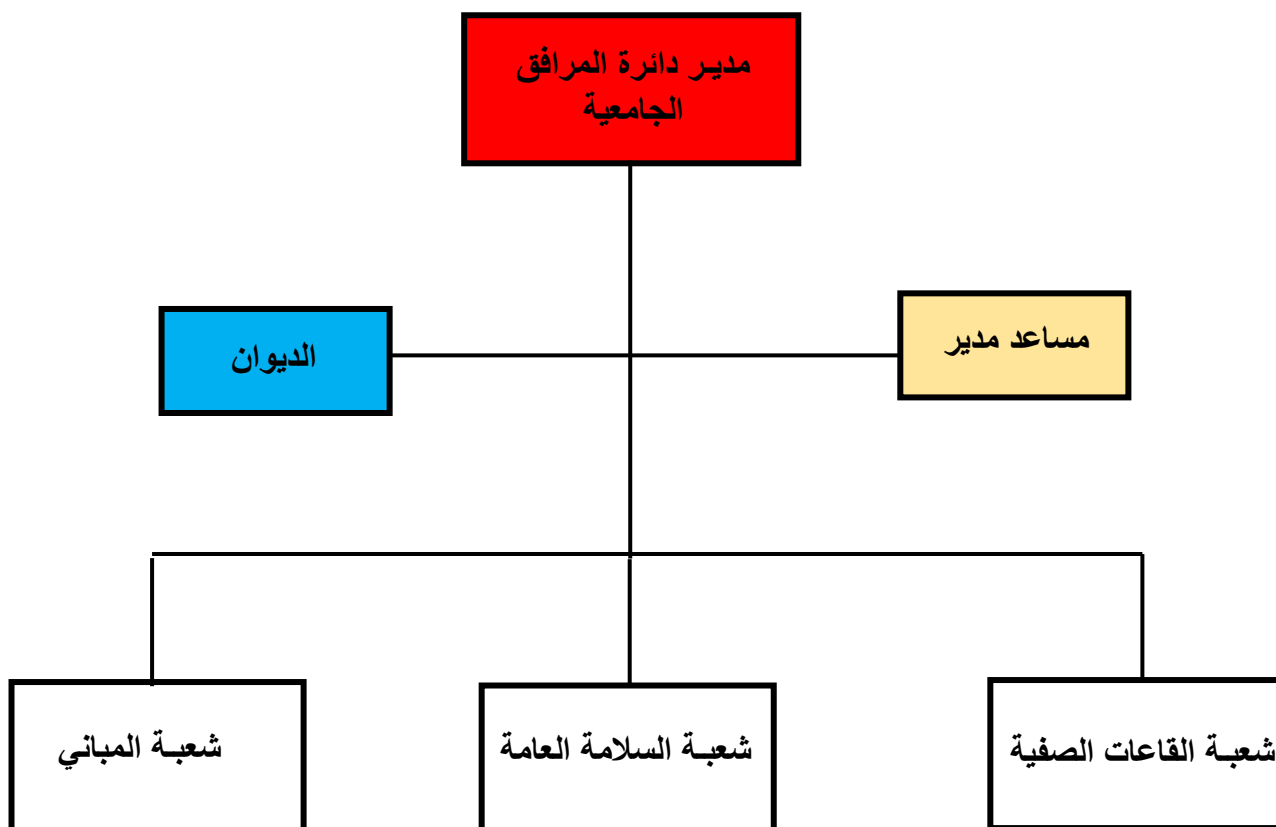 مديـر دائرة المرافق
الجامعية
مساعد مدير
الديوان
شعبـة القاعات الصفية
شعبـة السلامة العامة
شعبـة المباني